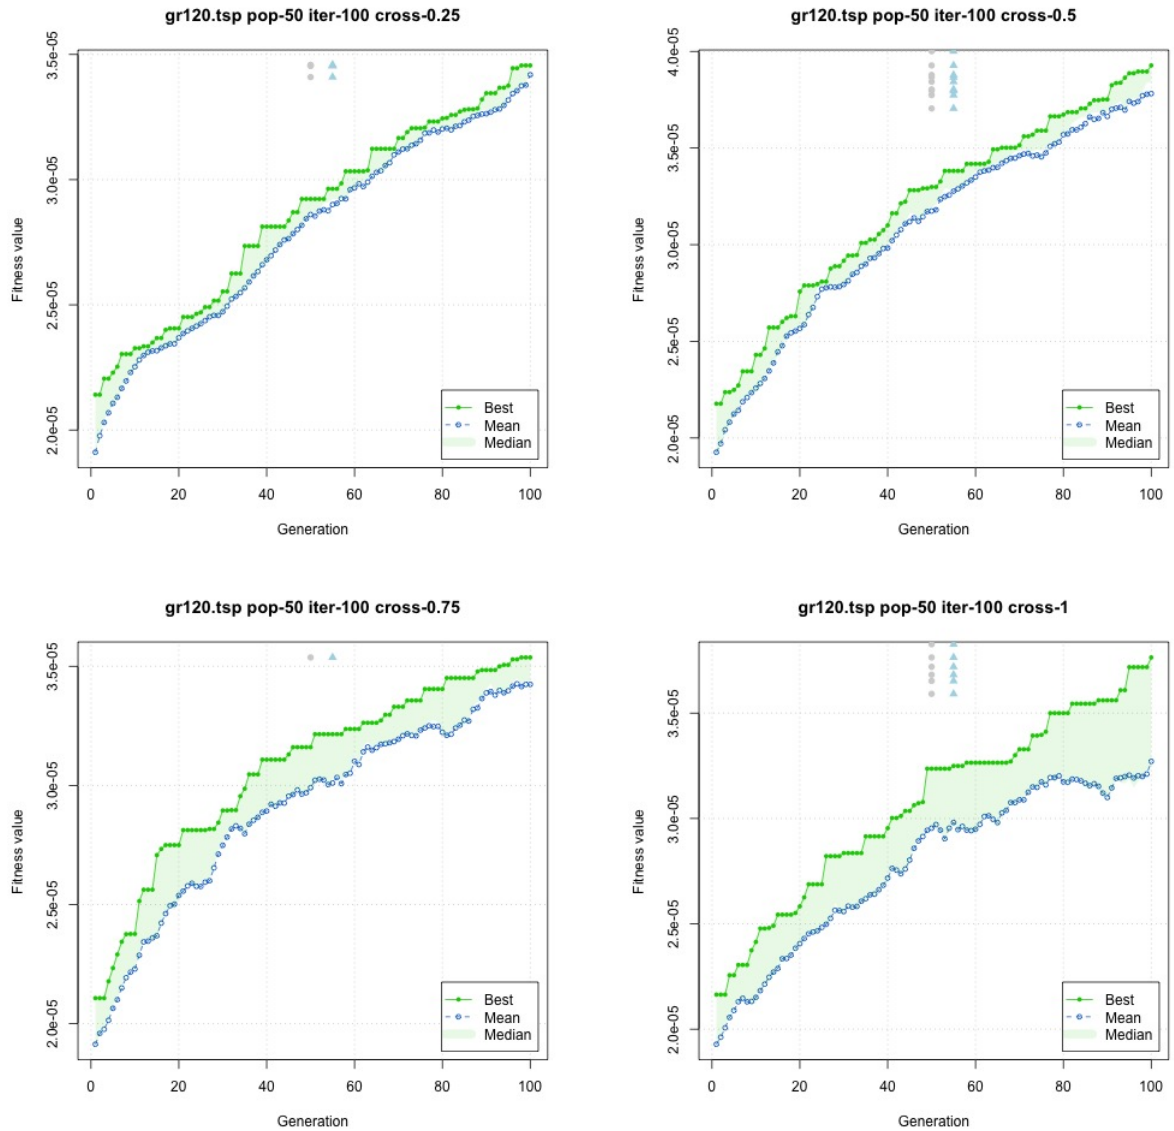 gr120.tsp pop-50 iter-100 cross-0.25
Fitness value
3.5e-05
3.0e-05
2.5e-05
2.0e-05
Best
Mean
Median
0 20 40 60 80 100
Generation
gr120.tsp pop-50 iter-100 cross-0.5
Fitness value
4.0e-05
3.5e-05
3.0e-05
2.5e-05
2.0e-05
Best
Mean
Median
0 20 40 60 80 100
Generation
gr120.tsp pop-50 iter-100 cross-0.75
Fitness value
3.5e-05
3.0e-05
2.5e-05
2.0e-05
Best
Mean
Median
0 20 40 60 80 100
Generation
gr120.tsp pop-50 iter-100 cross-1
Fitness value
3.5e-05
3.0e-05
2.5e-05
2.0e-05
Best
Mean
Median
0 20 40 60 80 100
Generation